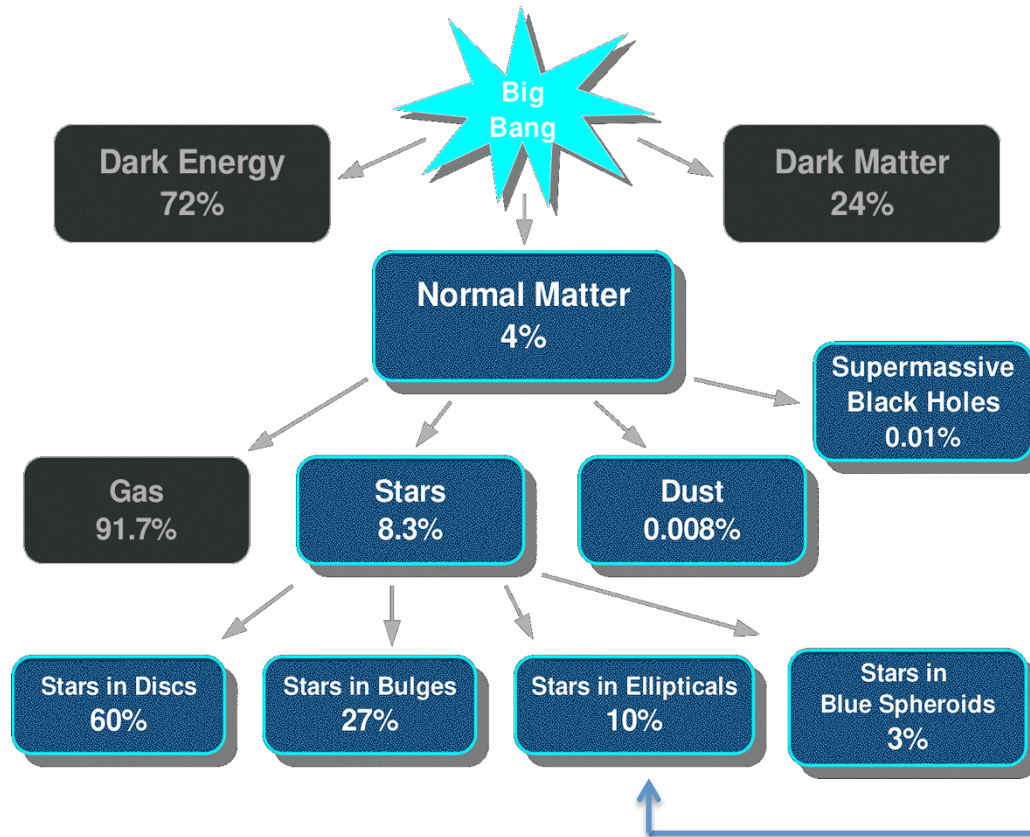 Big
Bang
Dark Energy
72%
Dark Matter
24%
Normal Matter
4%
Supermassive
Black Holes
0.01%
Gas
91.7%
Stars
8.3%
Dust
0.008%
Stars in Discs
60%
Stars in Bulges
27%
Stars in Ellipticals
10%
Stars in
Blue Spheroids
3%